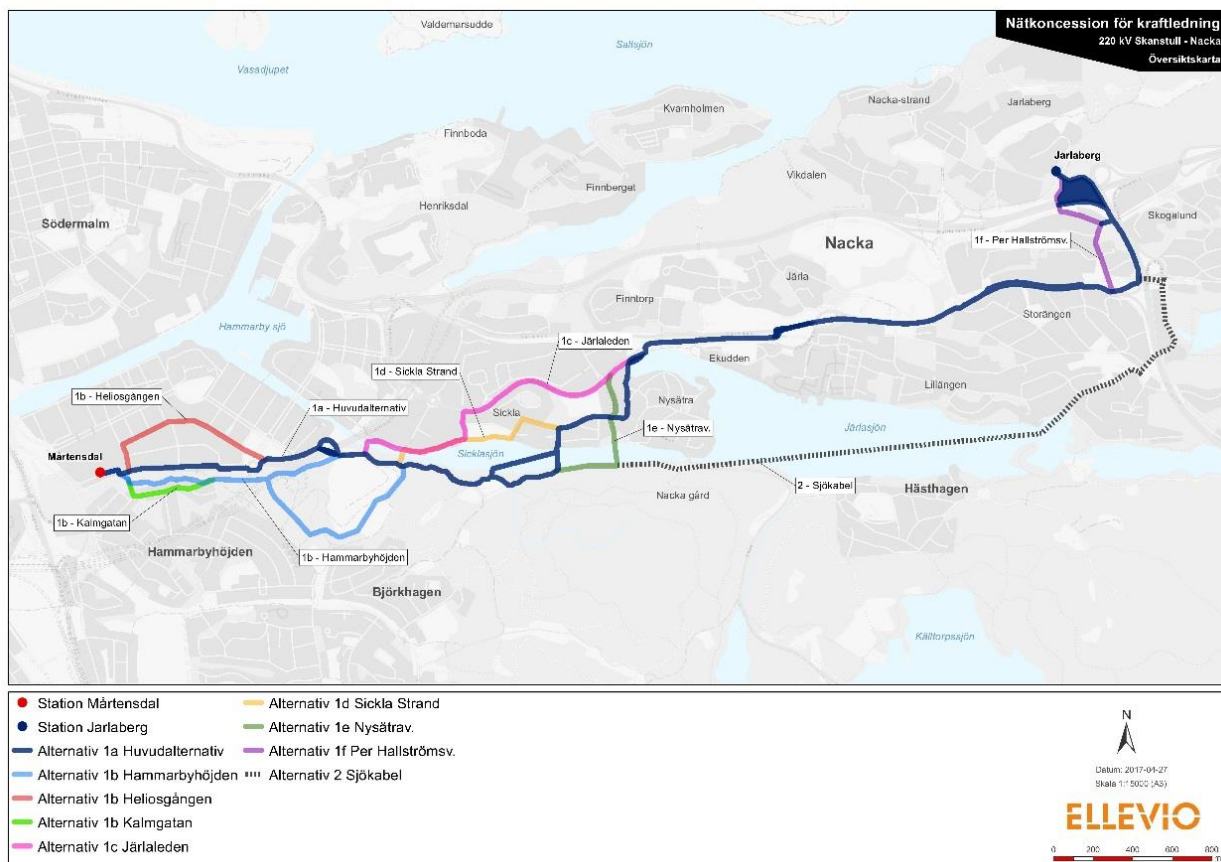 Nätkoncession för kraftledning
220 kV Skanstull - Nacka
Översiktskarta
Valdemarsudde
Saltsjön
Vasadjupet
Kvarnholmen
Nacka-strand
Jarlaberg
Finnboda
Jarlaberg
Finnberget
Vikdalen
Henriksdal
Södermalm
Skogalund
Nacka
1f - Per Hallströmsv.
Järla
Finntorp
Storängen
Hammarby sjö
1c - Järlaleden
Ekudden
1d - Sickla Strand
Lillängen
1b - Heliosgången
1a - Huvudalternativ
Sickla
Nysätra
1e - Nysätrav.
Järlasjön
Mårtensdal
Sicklasjön
2 - Sjökabel
Hästhagen
Nacka gård
1b - Kalmgatan
Hammarbyhöjden
1b - Hammarbyhöjden
Björkhagen
Källtorpssjön
Station Mårtensdal
Station Jarlaberg
Alternativ 1a Huvudalternativ
Alternativ 1b Hammarbyhöjden
Alternativ 1b Heliosgången
Alternativ 1b Kalmgatan
Alternativ 1c Järlaleden
Alternativ 1d Sickla Strand
Alternativ 1e Nysätrav.
Alternativ 1f Per Hallströmsv.
Alternativ 2 Sjökabel
N
Datum: 2017-04-27
Skala 1:15000 (A3)
ELLEVIO
0 200 400 600 800
m